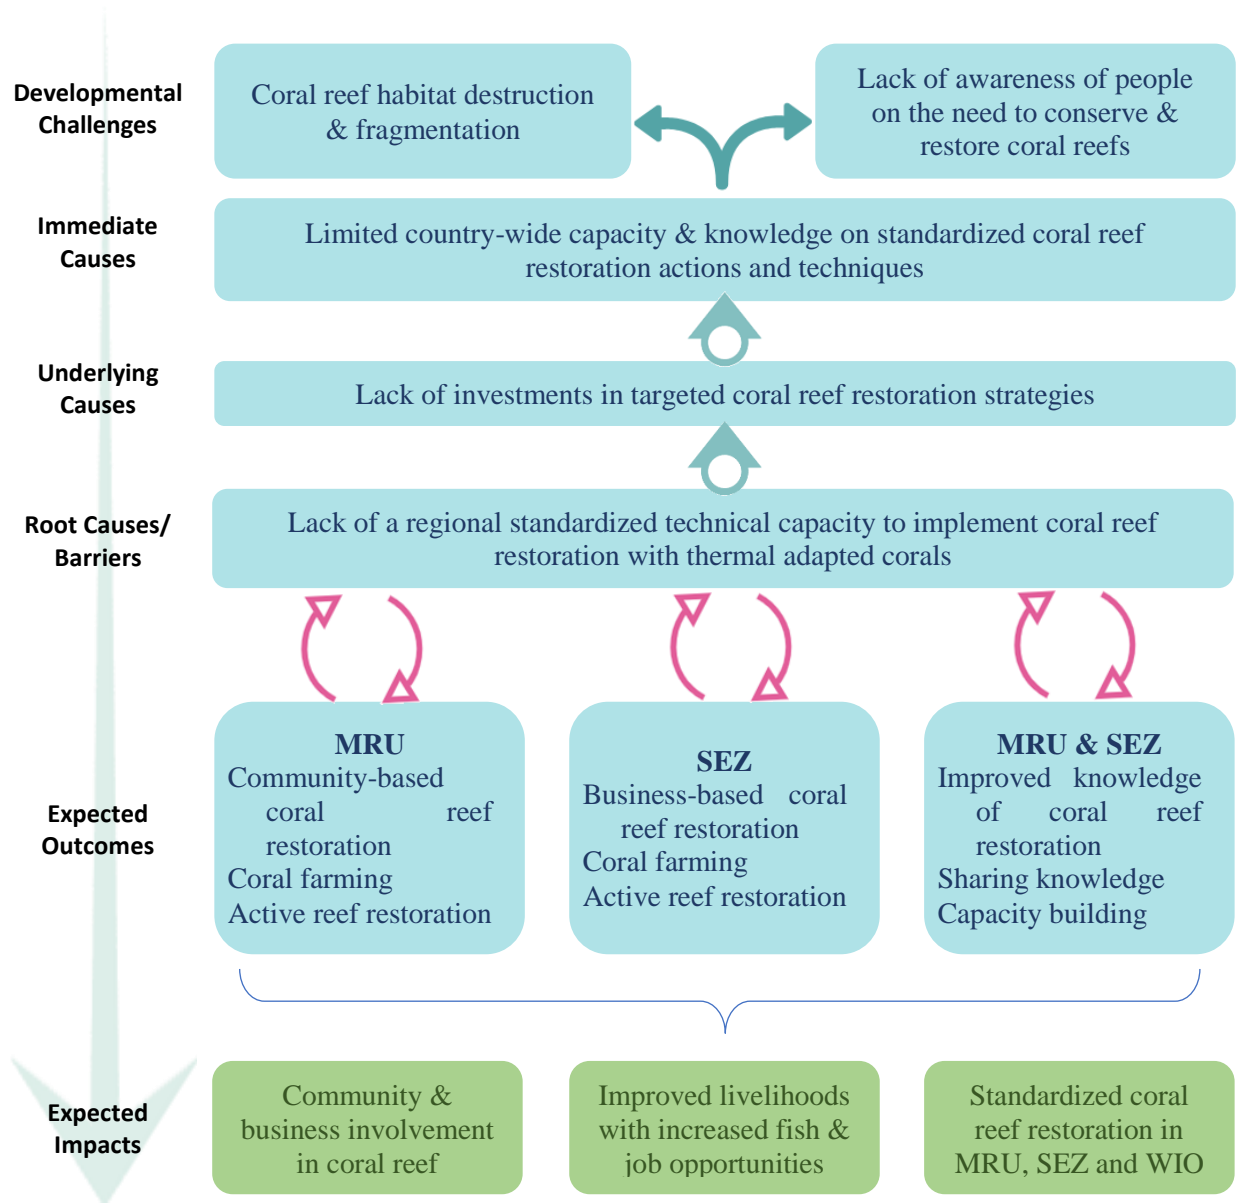 Developmental
Challenges
Coral reef habitat destruction
& fragmentation
Lack of awareness of people
on the need to conserve &
restore coral reefs
Immediate
Causes
Limited country-wide capacity & knowledge on standardized coral reef
restoration actions and techniques
Underlying
Causes
Lack of investments in targeted coral reef restoration strategies
Root Causes/
Barriers
Lack of a regional standardized technical capacity to implement coral reef
restoration with thermal adapted corals
Expected
Outcomes
MRU
Community-based
coral reef
restoration
Coral farming
Active reef restoration
SEZ
Business-based coral
reef restoration
Coral farming
Active reef restoration
MRU & SEZ
Improved knowledge
of coral reef
restoration
Sharing knowledge
Capacity building
Expected
Impacts
Community &
business involvement
in coral reef
Improved livelihoods
with increased fish &
job opportunities
Standardized coral
reef restoration in
MRU, SEZ and WIO